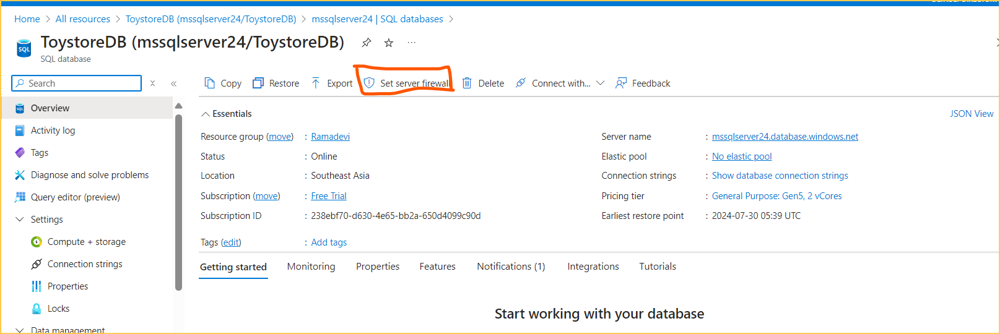 Home > All resources > ToystoreDB (mssqlserver24/ToystoreDB) > mssqlserver24 | SQL databases >
ToystoreDB (mssqlserver24/ToystoreDB)
SQL database
Search
Copy Restore Export Set server firewall Delete Connect with... Feedback
Overview
Activity log
Tags
Diagnose and solve problems
Query editor (preview)
Settings
Compute + storage
Connection strings
Properties
Locks
Data management
Essentials JSON View
Resource group (move) : Ramadevi
Status : Online
Location : Southeast Asia
Subscription (move) : Free Trial
Subscription ID : 238ebf70-d630-4e65-bb2a-650d4099c90d
Server name : mssqlserver24.database.windows.net
Elastic pool : No elastic pool
Connection strings : Show database connection strings
Pricing tier : General Purpose: Gen5, 2 vCores
Earliest restore point : 2024-07-30 05:39 UTC
Tags (edit) : Add tags
Getting started Monitoring Properties Features Notifications (1) Integrations Tutorials
Start working with your database